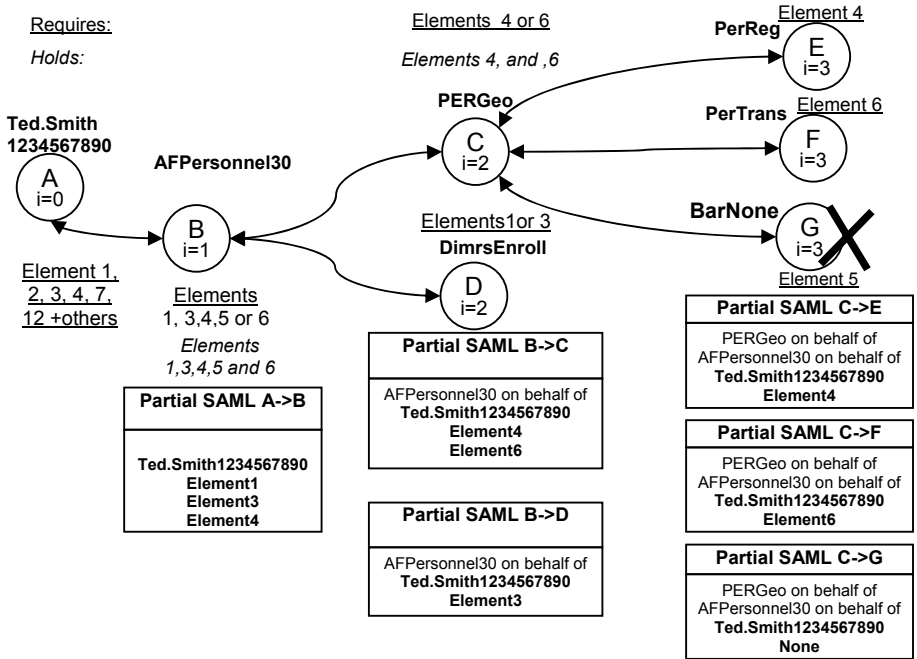 Requires:
Holds:
Elements 4 or 6
Elements 4, and ,6
PerReg
Element 4
E
i=3
PERGeo
C
i=2
PerTrans
Element 6
F
i=3
Ted.Smith
1234567890
A
i=0
AFPersonnel30
B
i=1
BarNone
G
i=3
Element 5
Elements1or 3
DimrsEnroll
D
i=2
Element 1,
2, 3, 4, 7,
12 +others
Elements
1, 3,4,5 or 6
Elements
1,3,4,5 and 6
Partial SAML A->B
Ted.Smith1234567890
Element1
Element3
Element4
Partial SAML B->C
AFPersonnel30 on behalf of
Ted.Smith1234567890
Element4
Element6
Partial SAML B->D
AFPersonnel30 on behalf of
Ted.Smith1234567890
Element3
Partial SAML C->E
PERGeo on behalf of
AFPersonnel30 on behalf of
Ted.Smith1234567890
Element4
Partial SAML C->F
PERGeo on behalf of
AFPersonnel30 on behalf of
Ted.Smith1234567890
Element6
Partial SAML C->G
PERGeo on behalf of
AFPersonnel30 on behalf of
Ted.Smith1234567890
None